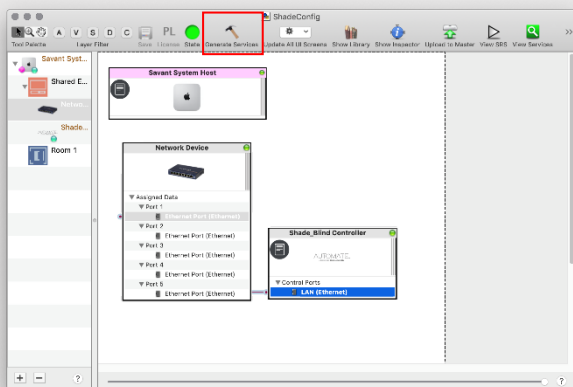 ShadeConfig
A V S D C PL
Tool Palette Layer Filter Save License State Generate Services Update All UI Screens Show Library Show Inspector Upload to Master View SBS View Services
Savant Syst...
Shared E...
Netwo...
Shade...
Room 1
Savant System Host
Network Device
Assigned Data
Port 1
Ethernet Port (Ethernet)
Port 2
Ethernet Port (Ethernet)
Port 3
Ethernet Port (Ethernet)
Port 4
Ethernet Port (Ethernet)
Port 5
Ethernet Port (Ethernet)
Shade_Blind Controller
AUTOMATE
Control Ports
LAN (Ethernet)
+ − ? ?